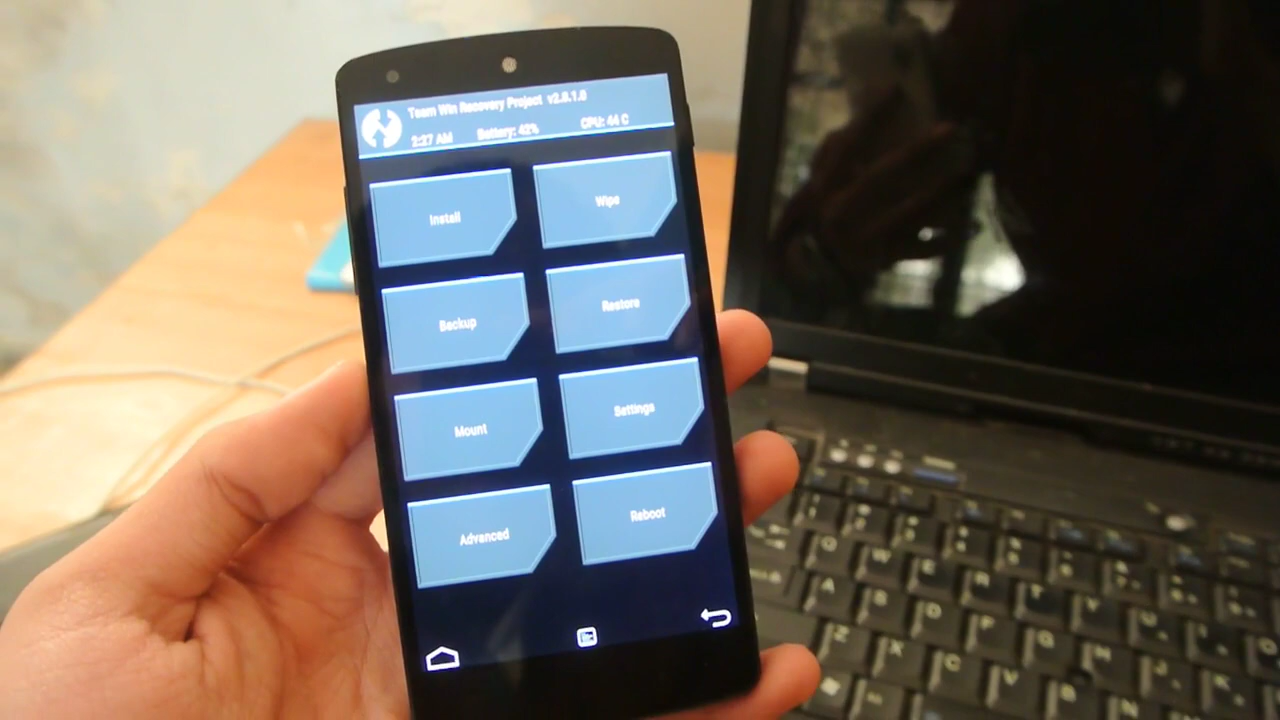 Team Win Recovery Project v2.8.1.0
2:27 AM Battery: 42% CPU: 44 C
Install
Wipe
Backup
Restore
Mount
Settings
Advanced
Reboot
Q W E R T Y
A S D F G H J K
Z X C V B N